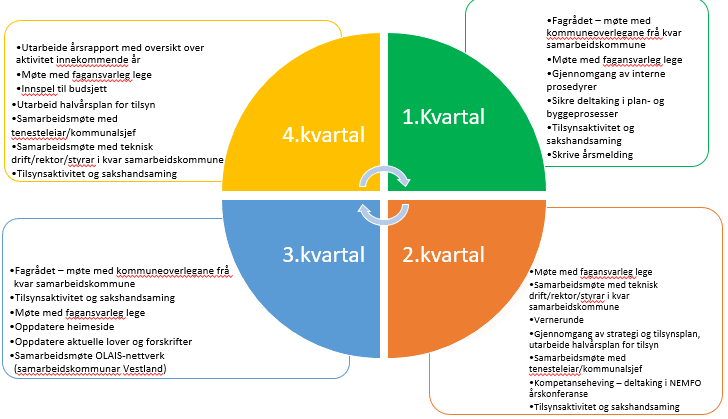 •Utarbeide årsrapport med oversikt over
aktivitet innekommende år
•Møte med fagansvarleg lege
•Innspel til budsjett
•Utarbeid halvårsplan for tilsyn
•Samarbeidsmøte med
tenesteleiar/kommunalsjef
•Samarbeidsmøte med teknisk
drift/rektor/styrar i kvar samarbeidskommune
•Tilsynsaktivitet og sakshandsaming
4.kvartal
1.Kvartal
•Fagrådet – møte med
kommuneoverlegane frå kvar
samarbeidskommune
•Møte med fagansvarleg lege
•Gjennomgang av interne
prosedyrer
•Sikre deltaking i plan- og
byggeprosesser
•Tilsynsaktivitet og
sakshandsaming
•Skrive årsmelding
•Fagrådet – møte med kommuneoverlegane frå
kvar samarbeidskommune
•Tilsynsaktivitet og sakshandsaming
•Møte med fagansvarleg lege
•Oppdatere heimeside
•Oppdatere aktuelle lover og forskrifter
•Samarbeidsmøte OLAIS-nettverk
(samarbeidskommunar Vestland)
3.kvartal
2.kvartal
•Møte med fagansvarleg lege
•Samarbeidsmøte med teknisk
drift/rektor/styrar i kvar
samarbeidskommune
•Vernerunde
•Gjennomgang av strategi og tilsynsplan,
utarbeide halvårsplan for tilsyn
•Samarbeidsmøte med
tenesteleiar/kommunalsjef
•Kompetanseheving – deltaking i NEMFO
årskonferanse
•Tilsynsaktivitet og sakshandsaming